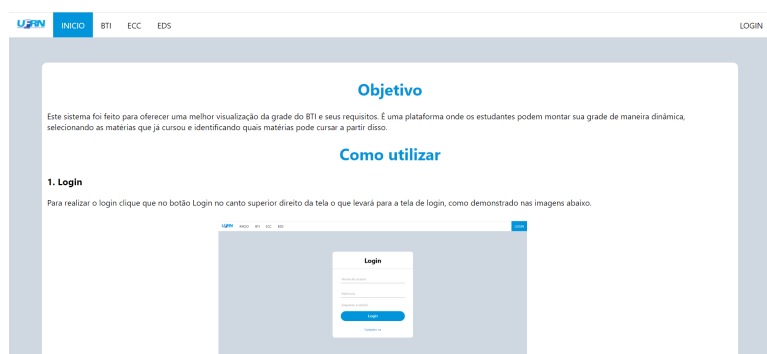 UFRN INICIO BTI ECC EDS LOGIN
Objetivo
Este sistema foi feito para oferecer uma melhor visualização da grade do BTI e seus requisitos. É uma plataforma onde os estudantes podem montar sua grade de maneira dinâmica,
selecionando as matérias que já cursou e identificando quais matérias pode cursar a partir disso.
Como utilizar
1. Login
Para realizar o login clique que no botão Login no canto superior direito da tela o que levará para a tela de login, como demonstrado nas imagens abaixo.
UFRN INICIO BTI ECC EDS LOGIN
Login
Login